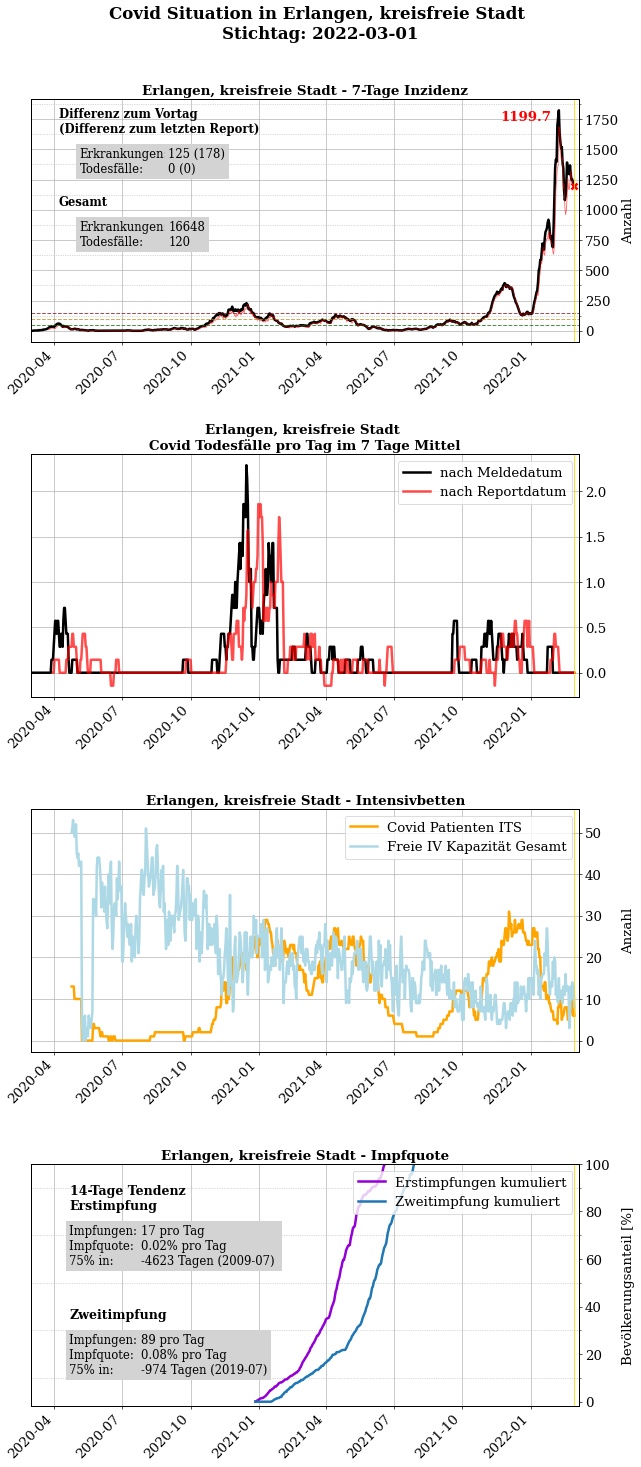 Covid Situation in Erlangen, kreisfreie Stadt
Stichtag: 2022-03-01
Erlangen, kreisfreie Stadt - 7-Tage Inzidenz
Differenz zum Vortag
(Differenz zum letzten Report)
Erkrankungen 125 (178)
Todesfälle: 0 (0)
Gesamt
Erkrankungen 16648
Todesfälle: 120
1199.7
1750
1500
1250
1000
750
500
250
0
Anzahl
2020-04 2020-07 2020-10 2021-01 2021-04 2021-07 2021-10 2022-01
Erlangen, kreisfreie Stadt
Covid Todesfälle pro Tag im 7 Tage Mittel
nach Meldedatum
nach Reportdatum
2.0
1.5
1.0
0.5
0.0
2020-04 2020-07 2020-10 2021-01 2021-04 2021-07 2021-10 2022-01
Erlangen, kreisfreie Stadt - Intensivbetten
Covid Patienten ITS
Freie IV Kapazität Gesamt
50
40
30
20
10
0
Anzahl
2020-04 2020-07 2020-10 2021-01 2021-04 2021-07 2021-10 2022-01
Erlangen, kreisfreie Stadt - Impfquote
14-Tage Tendenz
Erstimpfung
Impfungen: 17 pro Tag
Impfquote: 0.02% pro Tag
75% in: -4623 Tagen (2009-07)
Zweitimpfung
Impfungen: 89 pro Tag
Impfquote: 0.08% pro Tag
75% in: -974 Tagen (2019-07)
Erstimpfungen kumuliert
Zweitimpfung kumuliert
100
80
60
40
20
0
Bevölkerungsanteil [%]
2020-04 2020-07 2020-10 2021-01 2021-04 2021-07 2021-10 2022-01